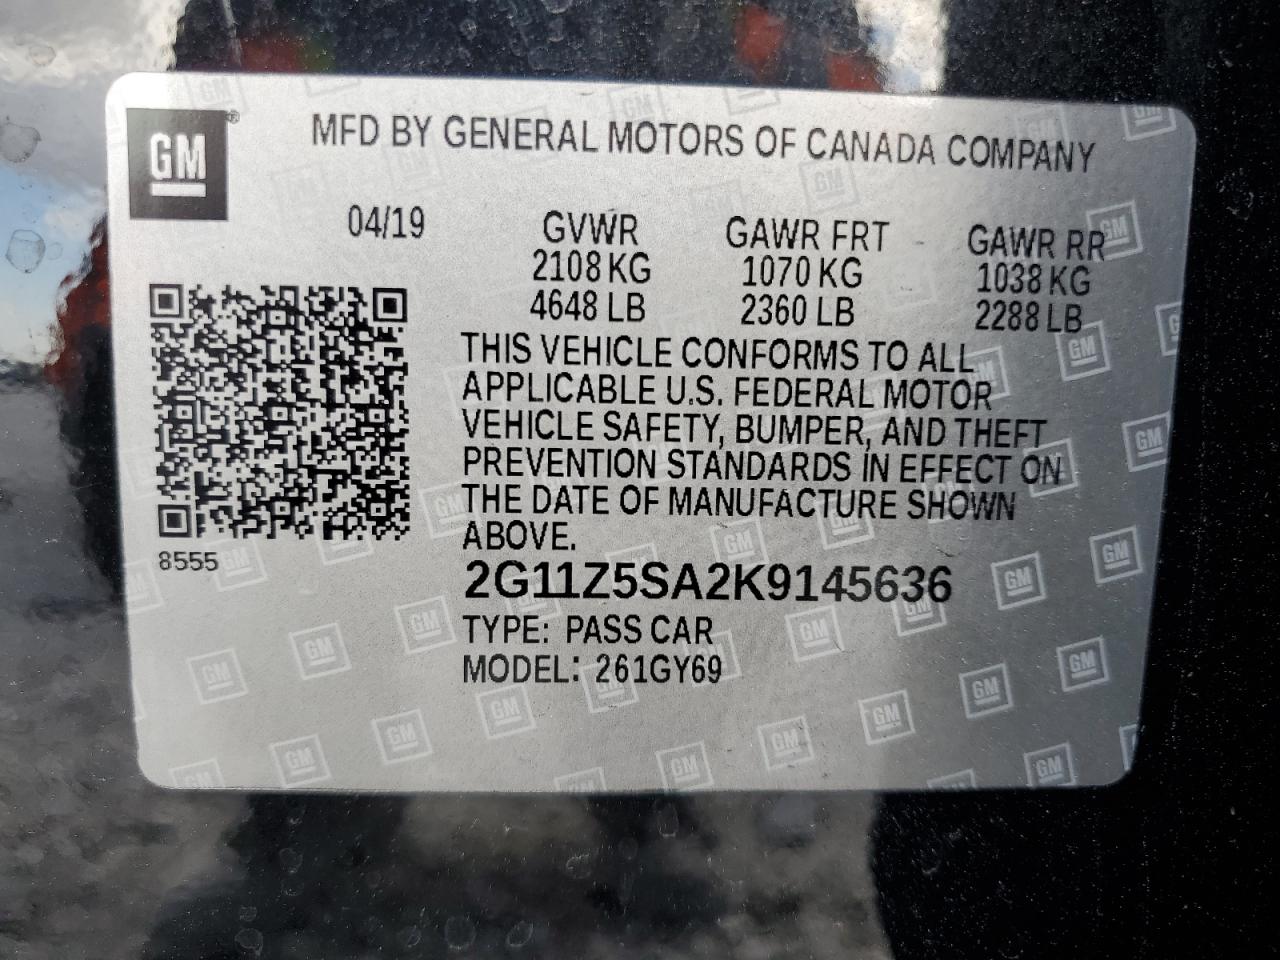 GM®
MFD BY GENERAL MOTORS OF CANADA COMPANY
04/19
GVWR
2108 KG
4648 LB
GAWR FRT
1070 KG
2360 LB
GAWR RR
1038 KG
2288 LB
THIS VEHICLE CONFORMS TO ALL
APPLICABLE U.S. FEDERAL MOTOR
VEHICLE SAFETY, BUMPER, AND THEFT
PREVENTION STANDARDS IN EFFECT ON
THE DATE OF MANUFACTURE SHOWN
ABOVE.
8555
2G11Z5SA2K9145636
TYPE: PASS CAR
MODEL: 261GY69